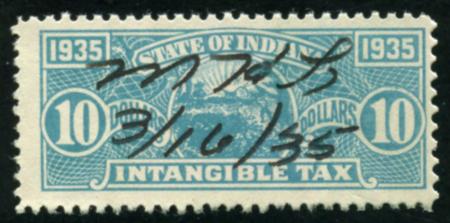 1935 STATE OF INDIANA 1935
10 DOLLARS DOLLARS 10
3/16/35
INTANGIBLE TAX